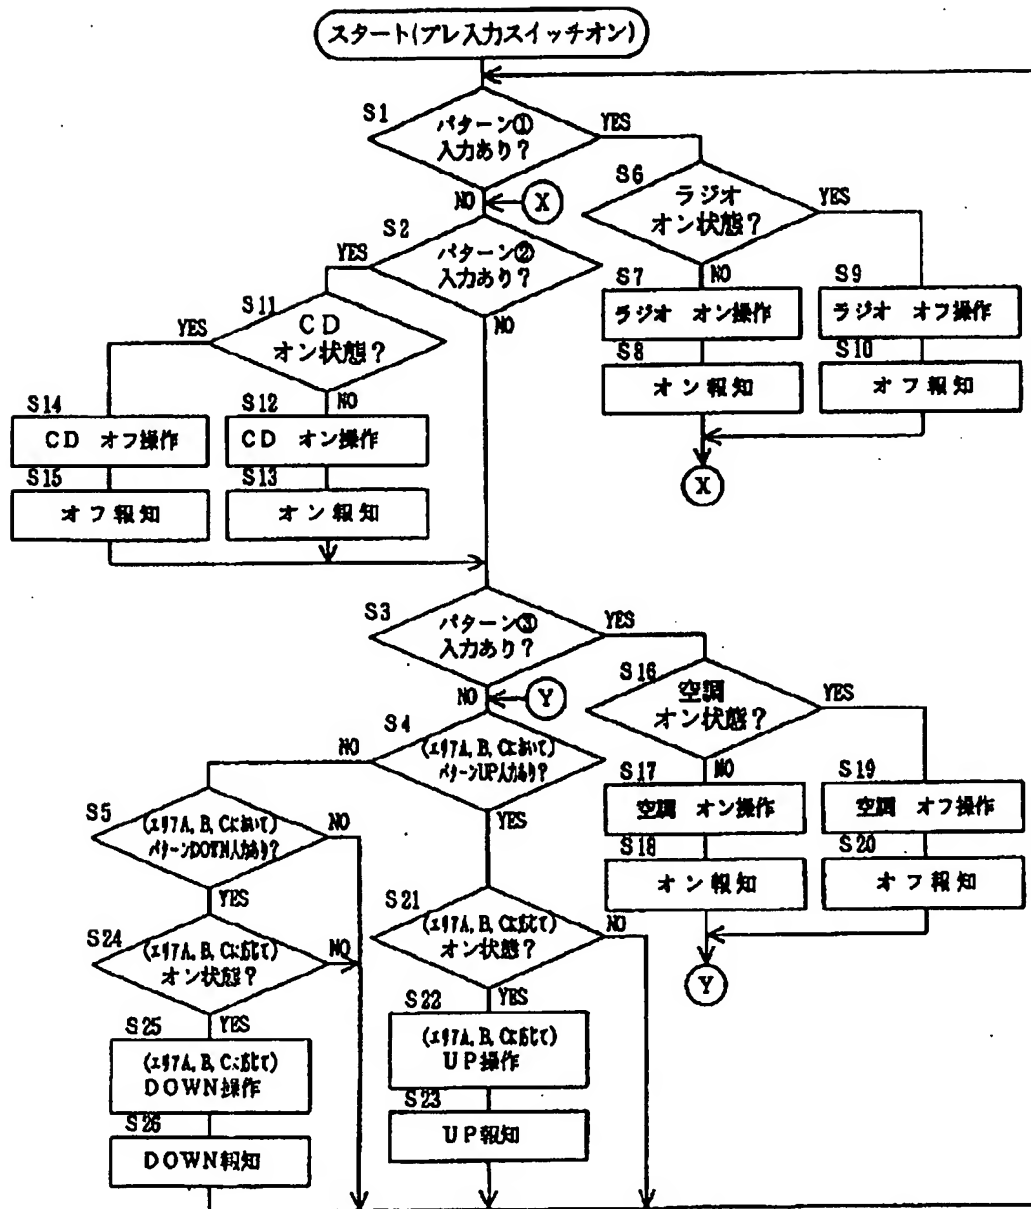 スタート(プレ入力スイッチオン)
S1
パターン①
入力あり?
YES
NO
X
S6
ラジオ
オン状態?
YES
NO
S2
パターン②
入力あり?
YES
NO
S7
ラジオ オン操作
S8
オン報知
S9
ラジオ オフ操作
S10
オフ報知
X
S11
CD
オン状態?
YES
NO
S14
CD オフ操作
S15
オフ報知
S12
CD オン操作
S13
オン報知
S3
パターン③
入力あり?
YES
NO
Y
S16
空調
オン状態?
YES
NO
S4
(エリアA, B, Cにおいて)
パターンUP入力あり?
NO
YES
S17
空調 オン操作
S18
オン報知
S19
空調 オフ操作
S20
オフ報知
Y
S5
(エリアA, B, Cにおいて)
パターンDOWN入力あり?
NO
YES
S24
(エリアA, B, Cに応じて)
オン状態?
NO
YES
S25
(エリアA, B, Cに応じて)
DOWN操作
S26
DOWN報知
S21
(エリアA, B, Cに応じて)
オン状態?
NO
YES
S22
(エリアA, B, Cに応じて)
UP操作
S23
UP報知